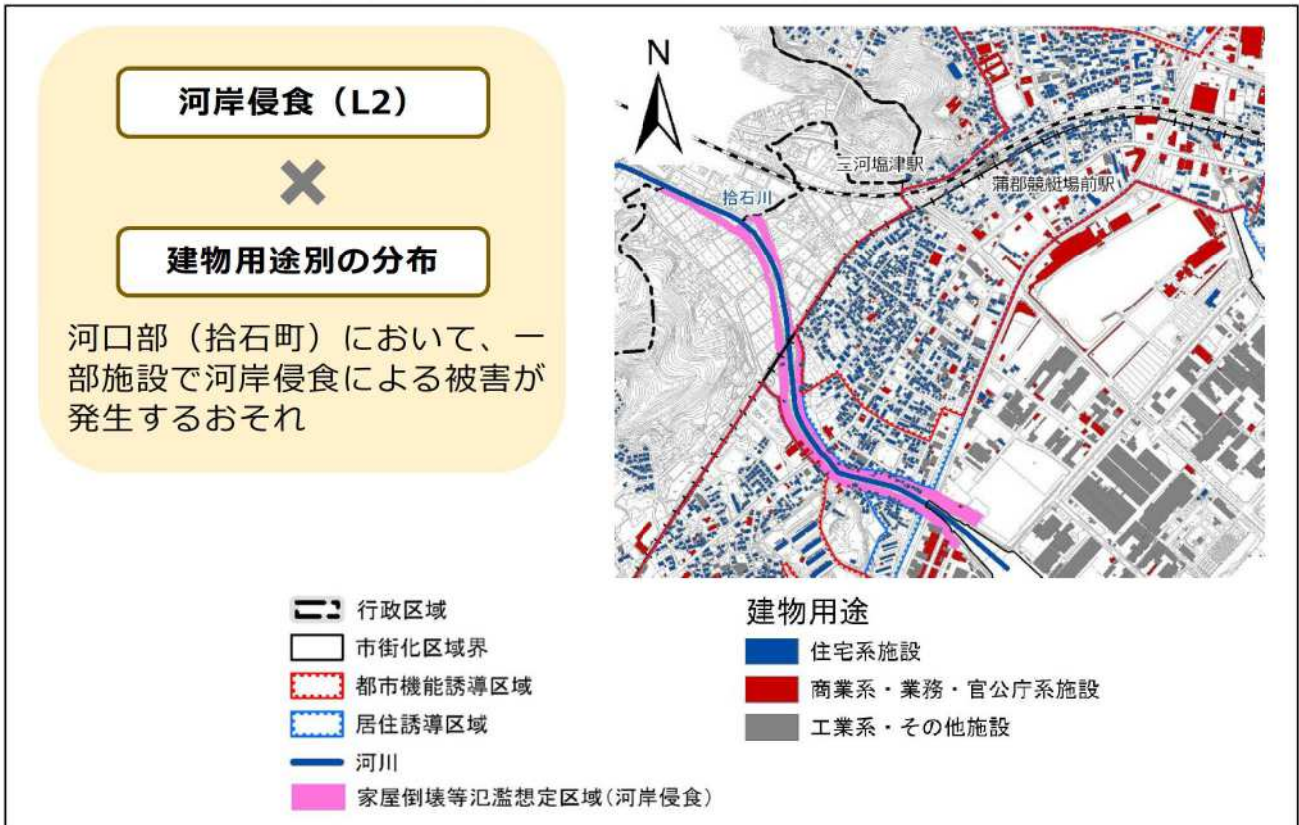 河岸侵食（L2）
建物用途別の分布
河口部（拾石町）において、一
部施設で河岸侵食による被害が
発生するおそれ
N
三河塩津駅
拾石川
蒲郡競艇場前駅
行政区域
市街化区域界
都市機能誘導区域
居住誘導区域
河川
家屋倒壊等氾濫想定区域(河岸侵食)
建物用途
住宅系施設
商業系・業務・官公庁系施設
工業系・その他施設